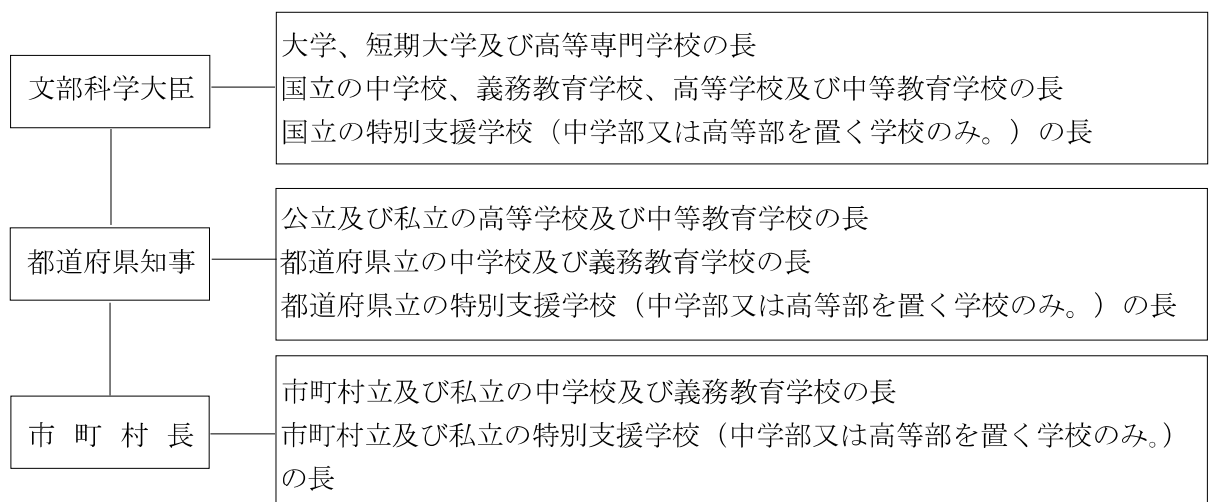 文部科学大臣
大学、短期大学及び高等専門学校の長
国立の中学校、義務教育学校、高等学校及び中等教育学校の長
国立の特別支援学校（中学部又は高等部を置く学校のみ。）の長
都道府県知事
公立及び私立の高等学校及び中等教育学校の長
都道府県立の中学校及び義務教育学校の長
都道府県立の特別支援学校（中学部又は高等部を置く学校のみ。）の長
市町村長
市町村立及び私立の中学校及び義務教育学校の長
市町村立及び私立の特別支援学校（中学部又は高等部を置く学校のみ。）
の長